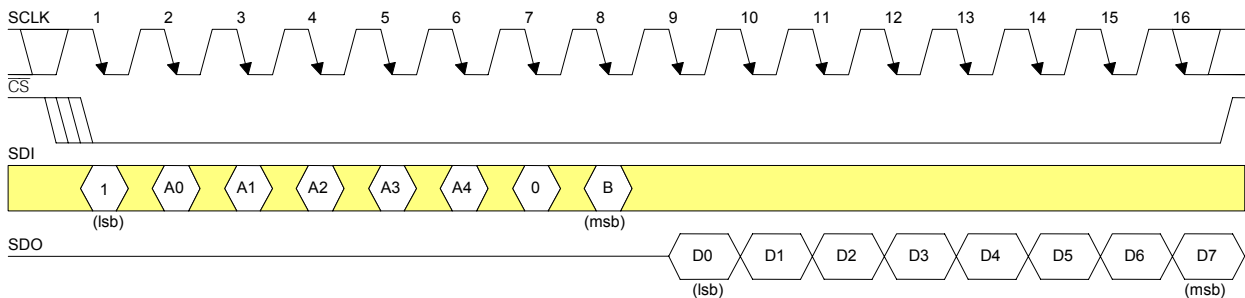 SCLK 1 2 3 4 5 6 7 8 9 10 11 12 13 14 15 16
CS
SDI
1 A0 A1 A2 A3 A4 0 B
(lsb) (msb)
SDO
D0 D1 D2 D3 D4 D5 D6 D7
(lsb) (msb)